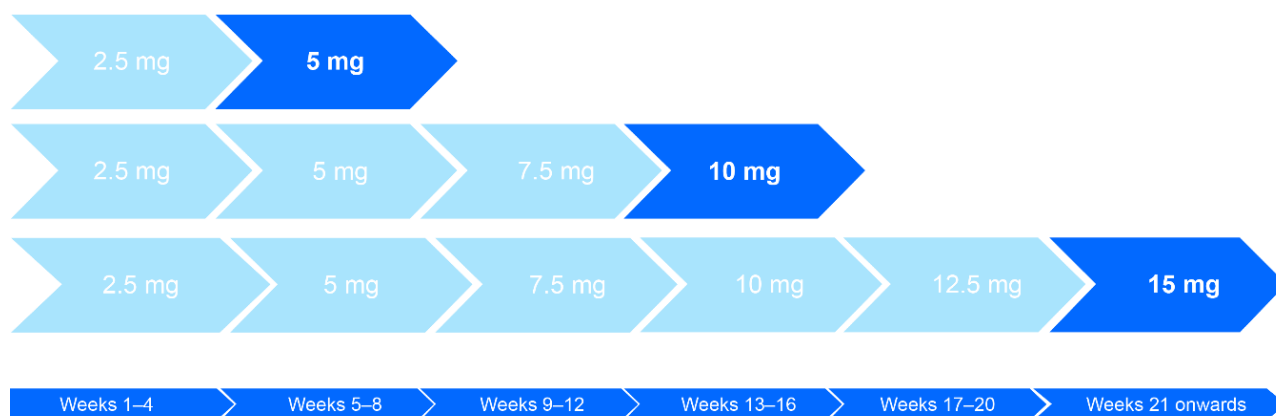 2.5 mg 5 mg
2.5 mg 5 mg 7.5 mg 10 mg
2.5 mg 5 mg 7.5 mg 10 mg 12.5 mg 15 mg
Weeks 1–4 Weeks 5–8 Weeks 9–12 Weeks 13–16 Weeks 17–20 Weeks 21 onwards